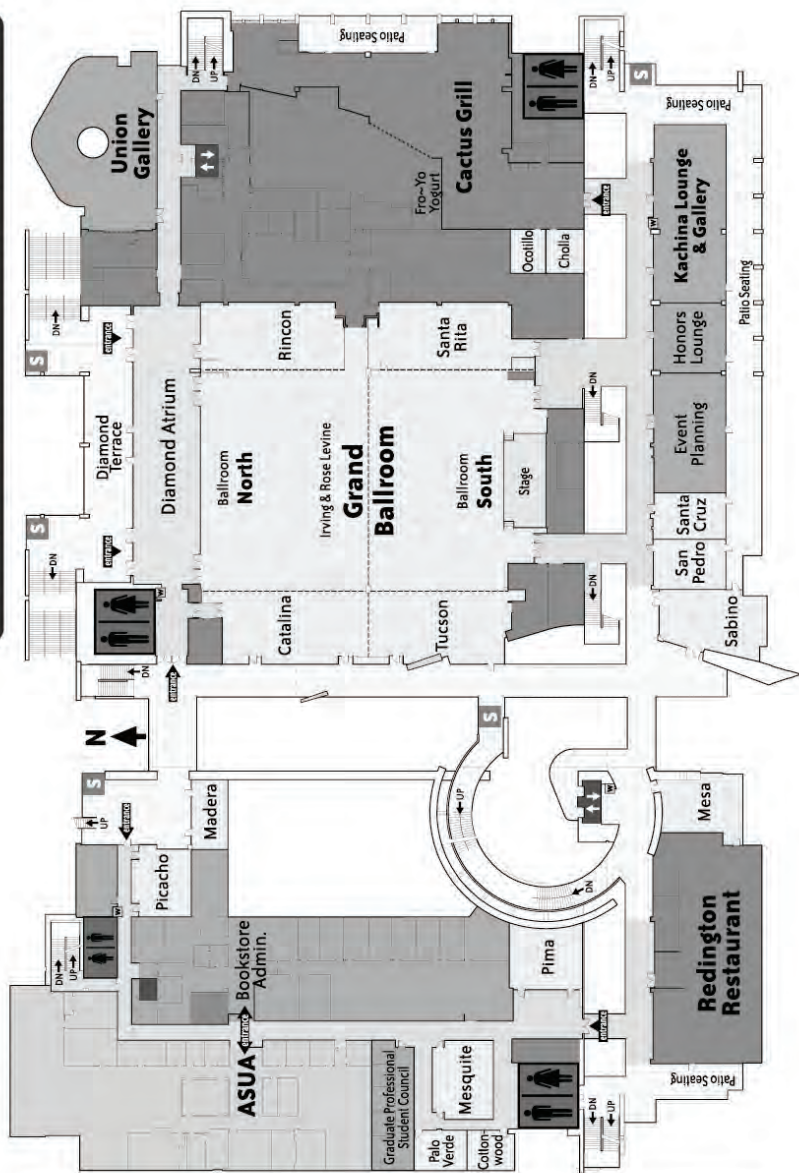 DN
UP
Union
Gallery
Patio Seating
Cactus Grill
Fro~Yo
Yogurt
DN
UP
S
Patio Seating
entrance
W
Ocotillo
Cholla
Kachina Lounge
& Gallery
Patio Seating
DN
entrance
S
Diamond
Terrace
Diamond Atrium
Rincon
Santa
Rita
Honors
Lounge
Ballroom
North
Irving & Rose Levine
Grand
Ballroom
Ballroom
South
Stage
DN
Event
Planning
S
DN
entrance
Santa
Cruz
San
Pedro
W
Catalina
Tucson
DN
Sabino
DN
entrance
N
S
S
UP
entrance
Madera
UP
DN
W
Mesa
Picacho
W
DN
UP
Bookstore
Admin.
Pima
Redington
Restaurant
ASUA
entrance
entrance
Graduate Professional
Student Council
Mesquite
Palo
Verde
Cotton-
wood
DN
UP
Patio Seating